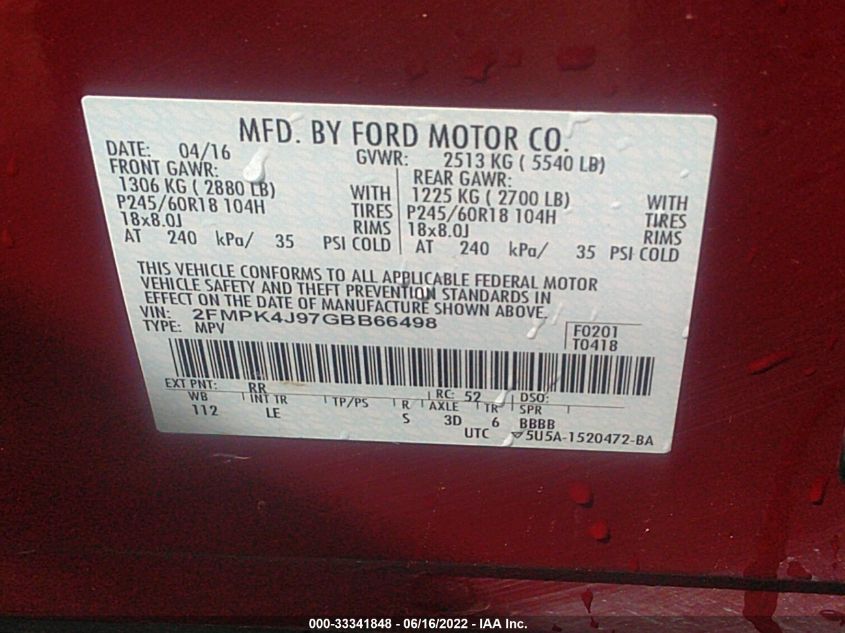 MFD. BY FORD MOTOR CO.
DATE: 04/16 GVWR: 2513 KG ( 5540 LB)
FRONT GAWR: REAR GAWR:
1306 KG ( 2880 LB) WITH 1225 KG ( 2700 LB) WITH
P245/60R18 104H TIRES P245/60R18 104H TIRES
18x8.0J RIMS 18x8.0J RIMS
AT 240 kPa/ 35 PSI COLD AT 240 kPa/ 35 PSI COLD
THIS VEHICLE CONFORMS TO ALL APPLICABLE FEDERAL MOTOR
VEHICLE SAFETY AND THEFT PREVENTION STANDARDS IN
EFFECT ON THE DATE OF MANUFACTURE SHOWN ABOVE.
VIN: 2FMPK4J97GBB66498 F0201
TYPE: MPV T0418
EXT PNT: RR RC: 52 DSO:
WB INT TR TP/PS R AXLE TR SPR
112 LE S 3D 6 BBBB
UTC 5U5A-1520472-BA
000-33341848 - 06/16/2022 - IAA Inc.